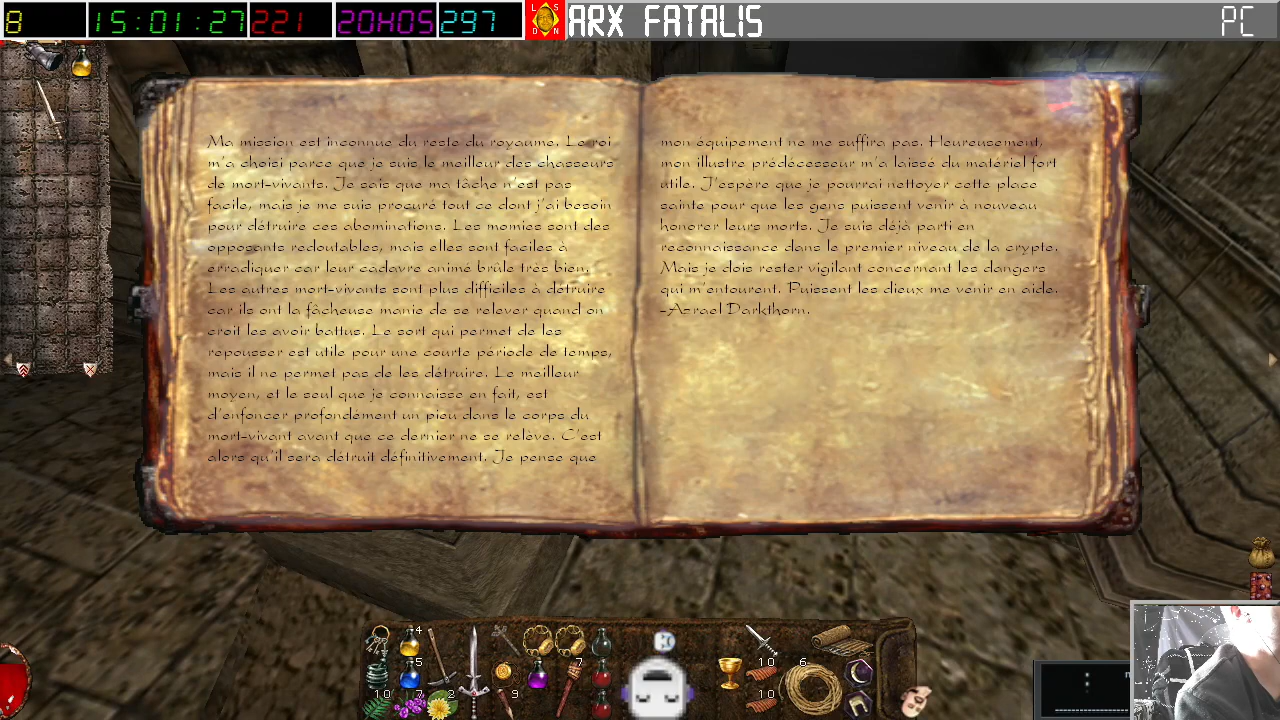 8 15:01:27 221 20H05 297 LSDN ARX FATALIS PC
Ma mission est inconnue du reste du royaume. Le roi
m'a choisi parce que je suis le meilleur des chasseurs
de mort-vivants. Je sais que ma tâche n'est pas
facile, mais je me suis procuré tout ce dont j'ai besoin
pour détruire ces abominations. Les momies sont des
opposants redoutables, mais elles sont faciles à
erradiquer car leur cadavre animé brûle très bien.
Les autres mort-vivants sont plus difficiles à détruire
car ils ont la fâcheuse manie de se relever quand on
croit les avoir battus. Le sort qui permet de les
repousser est utile pour une courte période de temps,
mais il ne permet pas de les détruire. Le meilleur
moyen, et le seul que je connaisse en fait, est
d'enfoncer profondément un pieu dans le corps du
mort-vivant avant que ce dernier ne se relève. C'est
alors qu'il sera détruit définitivement. Je pense que
mon équipement ne me suffira pas. Heureusement,
mon illustre prédécesseur m'a laissé du matériel fort
utile. J'espère que je pourrai nettoyer cette place
sainte pour que les gens puissent venir à nouveau
honorer leurs morts. Je suis déjà parti en
reconnaissance dans le premier niveau de la crypte.
Mais je dois rester vigilant concernant les dangers
qui m'entourent. Puissent les dieux me venir en aide.
-Azrael Darkthorn.
4
5 7 10 6
10 7 2 9 10